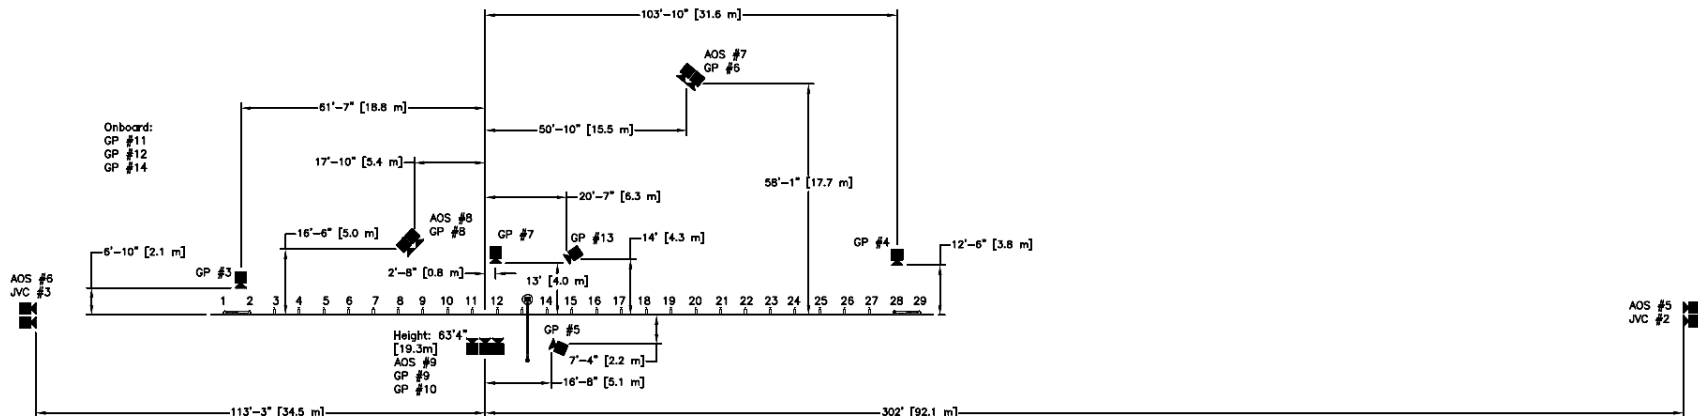 103'-10" [31.6 m]
AOS #7
GP #6
61'-7" [18.8 m]
Onboard:
GP #11
GP #12
GP #14
50'-10" [15.5 m]
17'-10" [5.4 m]
58'-1" [17.7 m]
20'-7" [6.3 m]
AOS #8
GP #8
16'-6" [5.0 m]
GP #7
GP #13
14' [4.3 m]
GP #4
12'-6" [3.8 m]
6'-10" [2.1 m]
GP #3
2'-8" [0.8 m]
13' [4.0 m]
AOS #6
JVC #3
1 2 3 4 5 6 7 8 9 10 11 12 14 15 16 17 18 19 20 21 22 23 24 25 26 27 28 29
AOS #5
JVC #2
Height: 63'4"
[19.3m]
AOS #9
GP #9
GP #10
GP #5
7'-4" [2.2 m]
16'-8" [5.1 m]
113'-3" [34.5 m]
302' [92.1 m]